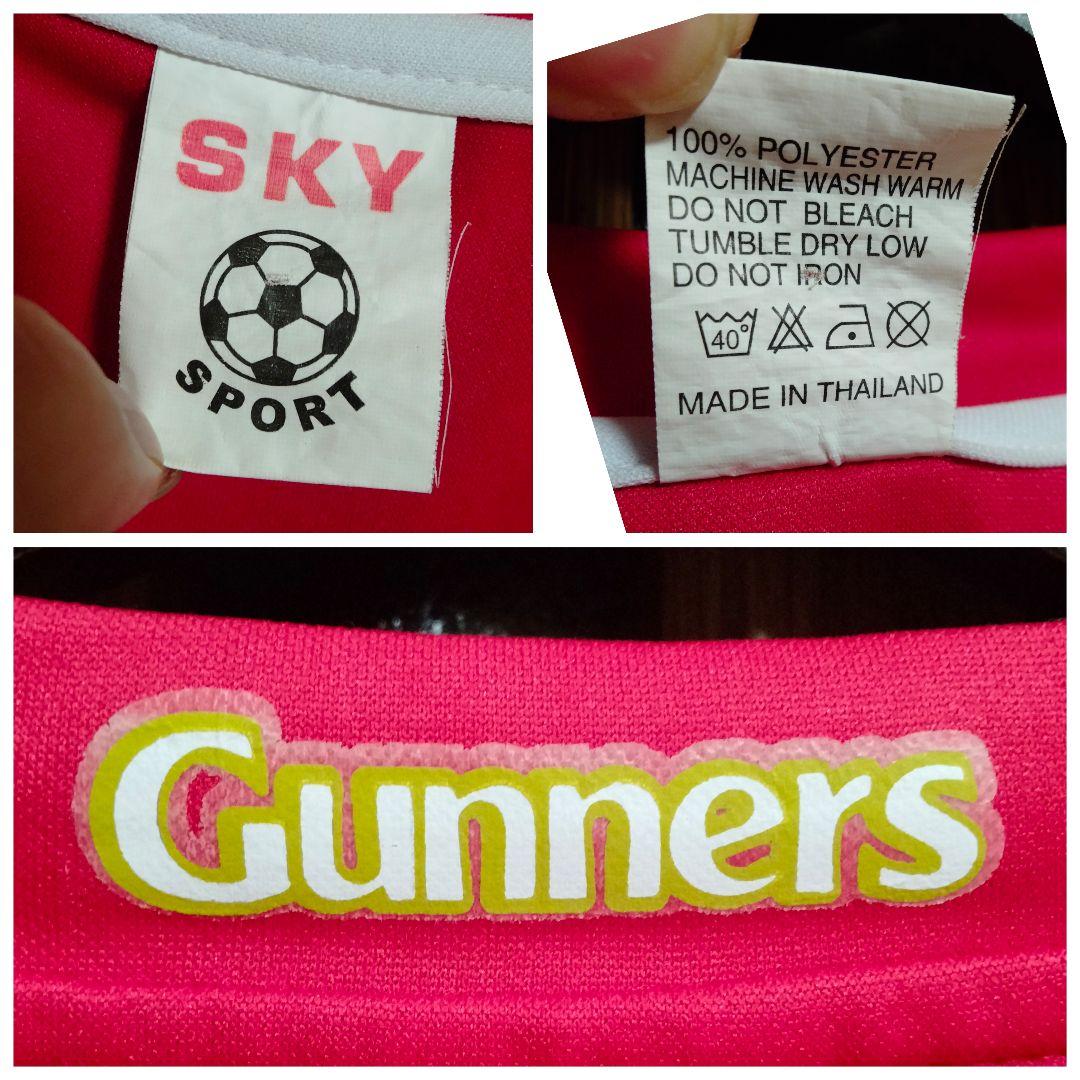 SKY
SPORT
100% POLYESTER
MACHINE WASH WARM
DO NOT BLEACH
TUMBLE DRY LOW
DO NOT IRON
40°
MADE IN THAILAND
Gunners